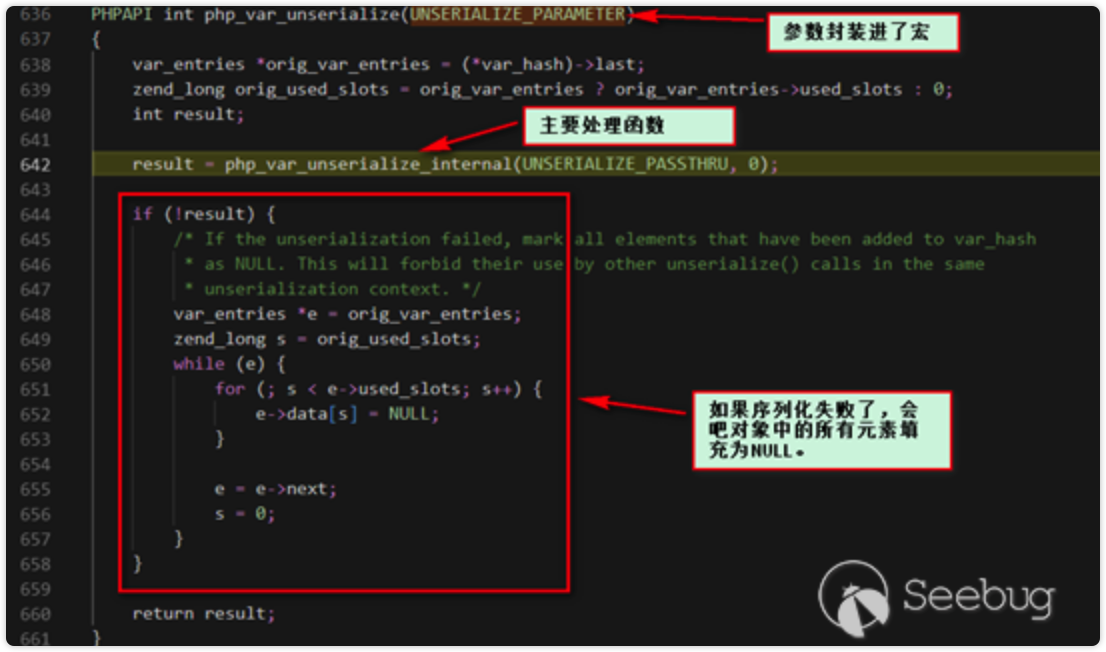 636 PHPAPI int php_var_unserialize(UNSERIALIZE_PARAMETER)
参数封装进了宏
637 {
638     var_entries *orig_var_entries = (*var_hash)->last;
639     zend_long orig_used_slots = orig_var_entries ? orig_var_entries->used_slots : 0;
640     int result;
主要处理函数
641
642     result = php_var_unserialize_internal(UNSERIALIZE_PASSTHRU, 0);
643
644     if (!result) {
645         /* If the unserialization failed, mark all elements that have been added to var_hash
646          * as NULL. This will forbid their use by other unserialize() calls in the same
647          * unserialization context. */
648         var_entries *e = orig_var_entries;
649         zend_long s = orig_used_slots;
650         while (e) {
651             for (; s < e->used_slots; s++) {
652                 e->data[s] = NULL;
653             }
如果序列化失败了，会
吧对象中的所有元素填
充为NULL。
654
655             e = e->next;
656             s = 0;
657         }
658     }
659
660     return result;
661 }
Seebug